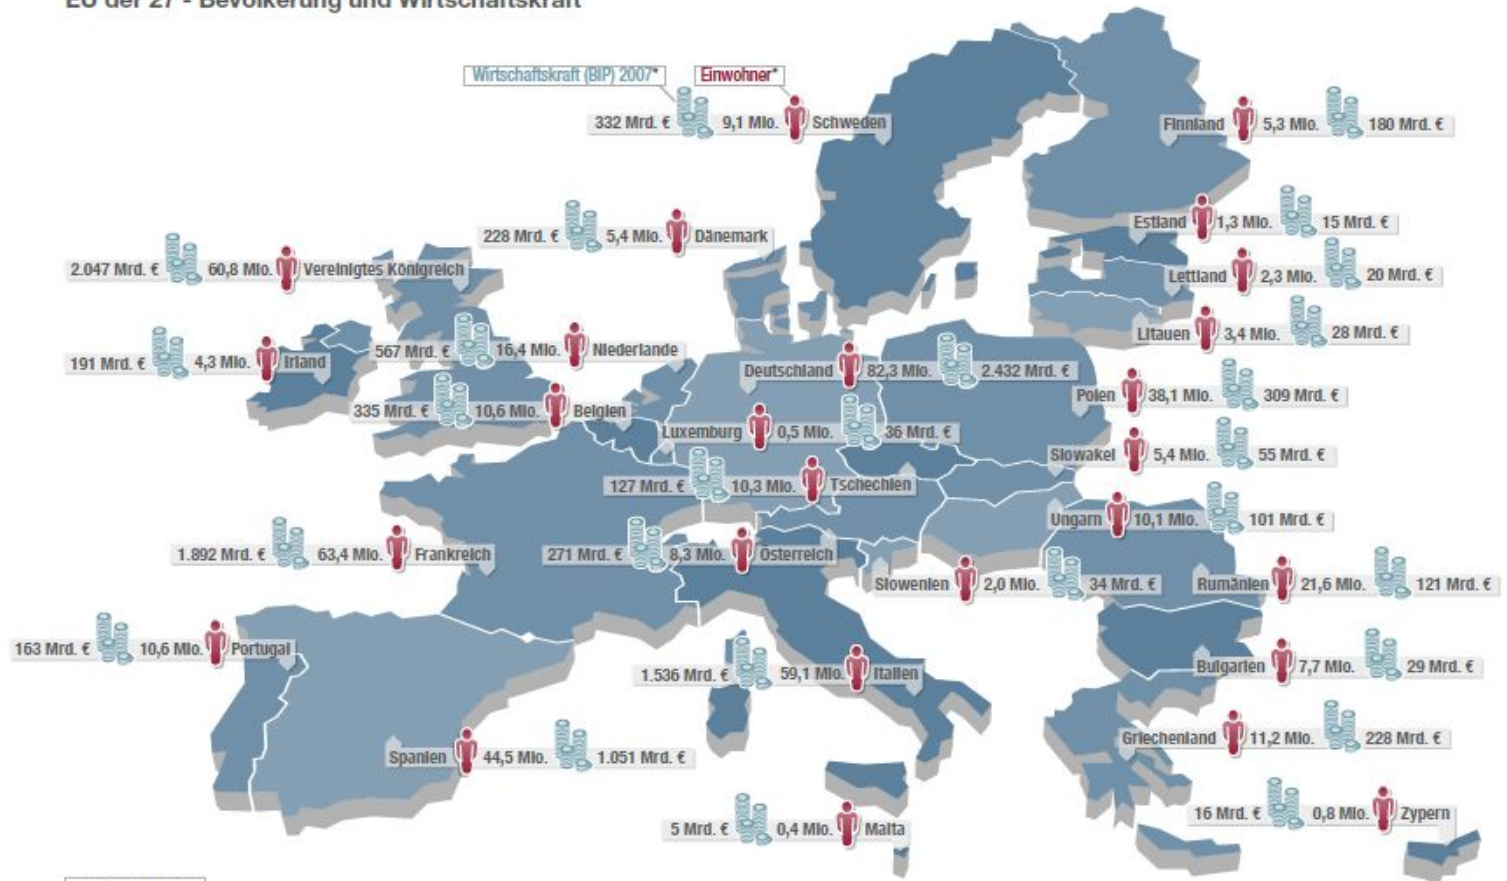 EU der 27 - Bevölkerung und Wirtschaftskraft
Wirtschaftskraft (BIP) 2007* Einwohner*
332 Mrd. € 9,1 Mio. Schweden
Finnland 5,3 Mio. 180 Mrd. €
Estland 1,3 Mio. 15 Mrd. €
228 Mrd. € 5,4 Mio. Dänemark
2.047 Mrd. € 60,8 Mio. Vereinigtes Königreich
Lettland 2,3 Mio. 20 Mrd. €
Litauen 3,4 Mio. 28 Mrd. €
567 Mrd. € 16,4 Mio. Niederlande
191 Mrd. € 4,3 Mio. Irland
Deutschland 82,3 Mio. 2.432 Mrd. €
Polen 38,1 Mio. 309 Mrd. €
335 Mrd. € 10,6 Mio. Belgien
Luxemburg 0,5 Mio. 36 Mrd. €
Slowakei 5,4 Mio. 55 Mrd. €
127 Mrd. € 10,3 Mio. Tschechien
Ungarn 10,1 Mio. 101 Mrd. €
1.892 Mrd. € 63,4 Mio. Frankreich
271 Mrd. € 8,3 Mio. Österreich
Slowenien 2,0 Mio. 34 Mrd. €
Rumänien 21,6 Mio. 121 Mrd. €
163 Mrd. € 10,6 Mio. Portugal
Bulgarien 7,7 Mio. 29 Mrd. €
1.536 Mrd. € 59,1 Mio. Italien
Griechenland 11,2 Mio. 228 Mrd. €
Spanien 44,5 Mio. 1.051 Mrd. €
16 Mrd. € 0,8 Mio. Zypern
5 Mrd. € 0,4 Mio. Malta